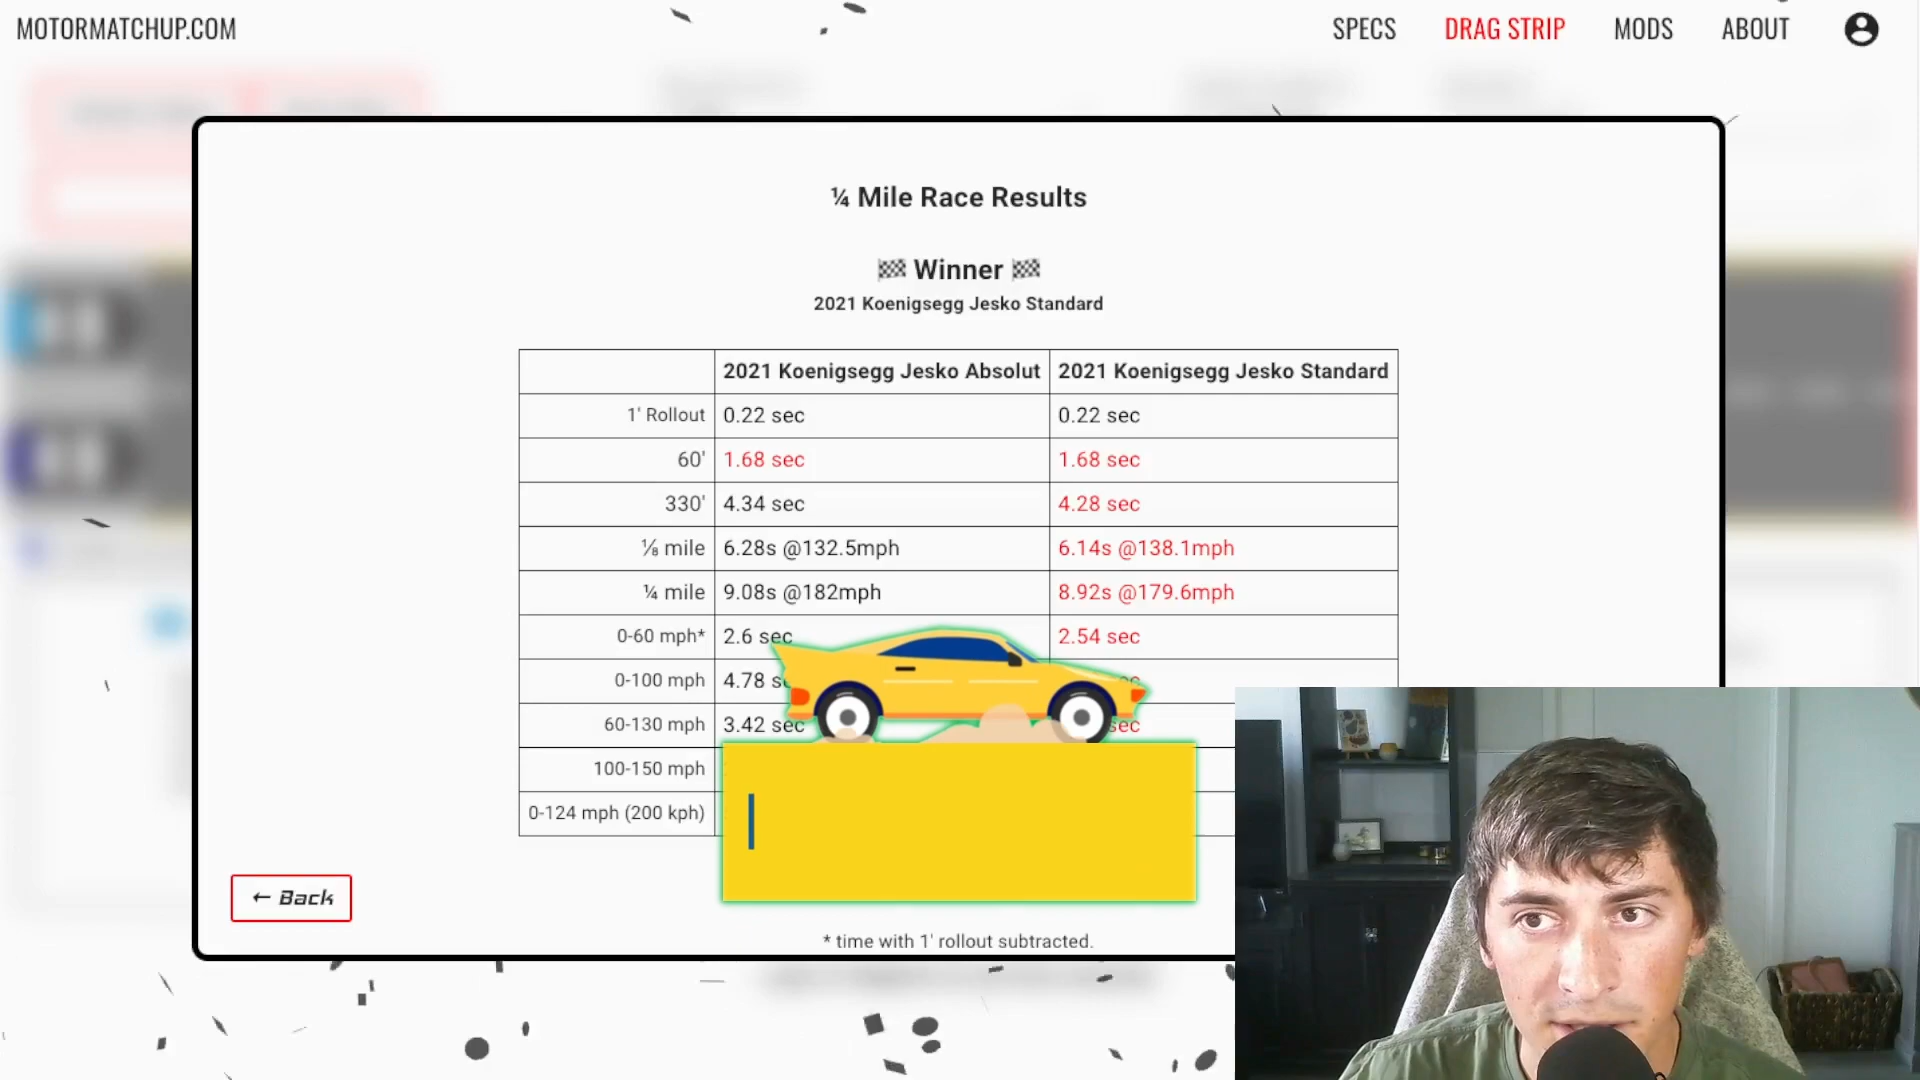 MOTORMATCHUP.COM
SPECS DRAG STRIP MODS ABOUT
¼ Mile Race Results
Winner
2021 Koenigsegg Jesko Standard
2021 Koenigsegg Jesko Absolut 2021 Koenigsegg Jesko Standard
1' Rollout 0.22 sec 0.22 sec
60' 1.68 sec 1.68 sec
330' 4.34 sec 4.28 sec
⅛ mile 6.28s @132.5mph 6.14s @138.1mph
¼ mile 9.08s @182mph 8.92s @179.6mph
0-60 mph* 2.6 sec 2.54 sec
0-100 mph 4.78
60-130 mph 3.42 sec sec
100-150 mph
0-124 mph (200 kph)
← Back
* time with 1' rollout subtracted.